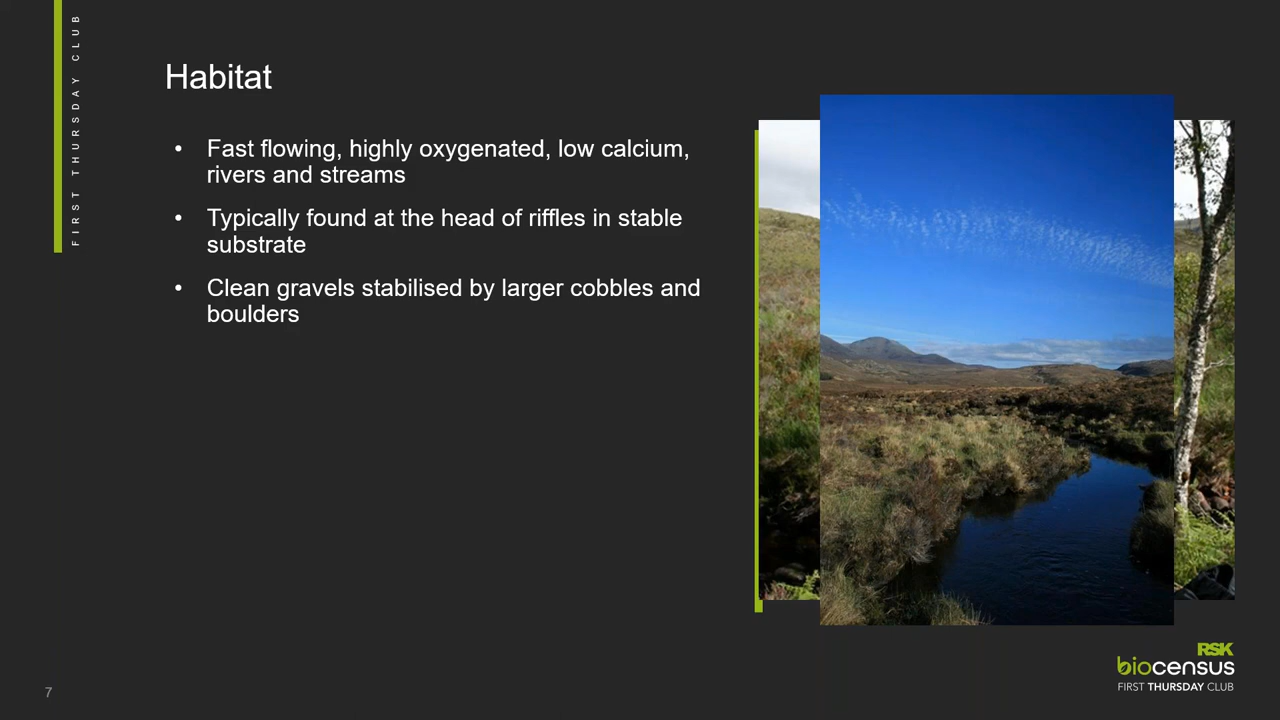 FIRST THURSDAY CLUB
Habitat
• Fast flowing, highly oxygenated, low calcium,
rivers and streams
• Typically found at the head of riffles in stable
substrate
• Clean gravels stabilised by larger cobbles and
boulders
RSK
biocensus
FIRST THURSDAY CLUB
7